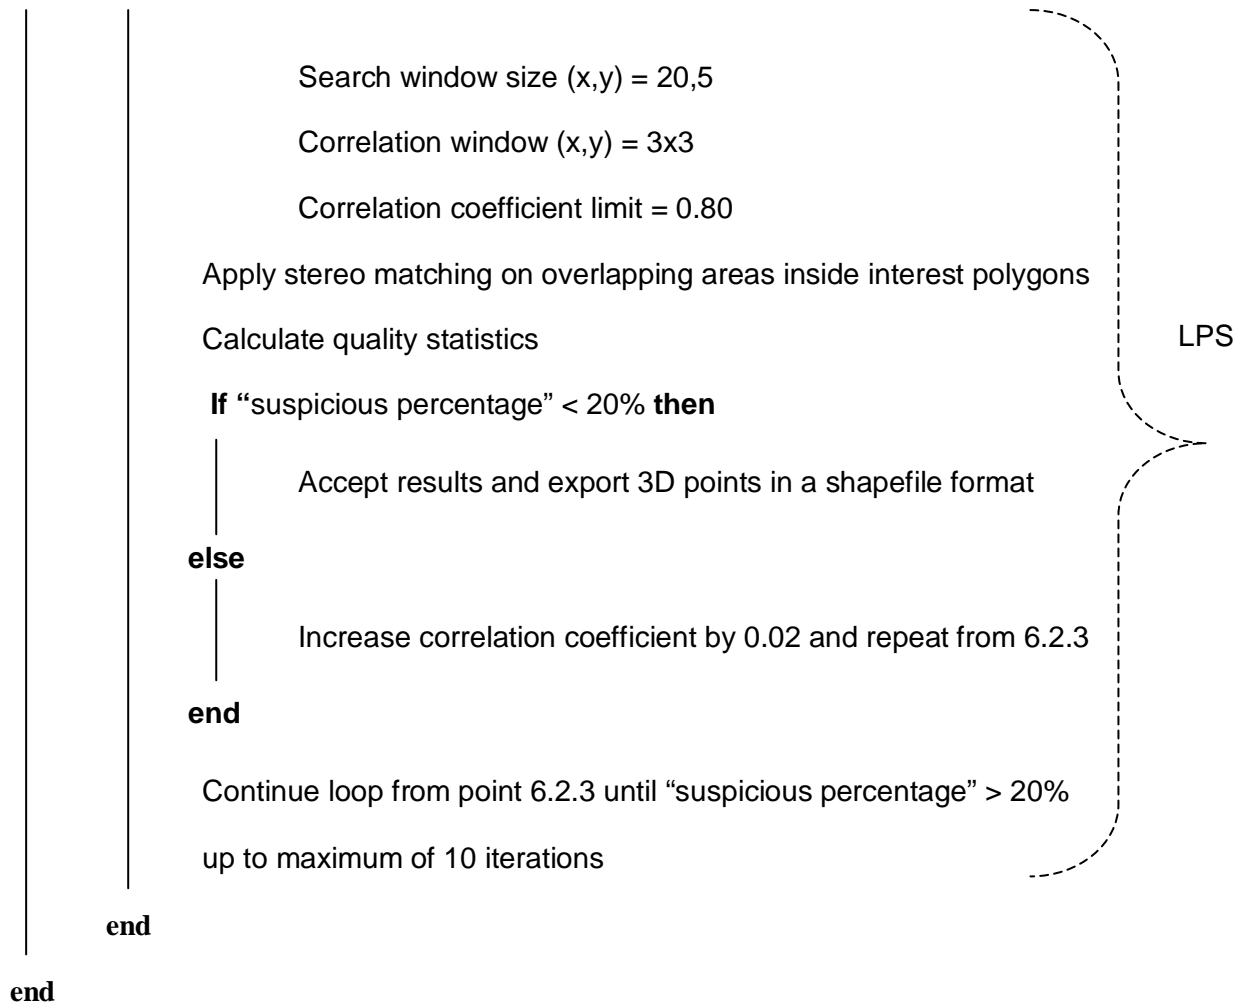 Search window size (x,y) = 20,5
Correlation window (x,y) = 3x3
Correlation coefficient limit = 0.80
Apply stereo matching on overlapping areas inside interest polygons
Calculate quality statistics
LPS
If “suspicious percentage” < 20% then
Accept results and export 3D points in a shapefile format
else
Increase correlation coefficient by 0.02 and repeat from 6.2.3
end
Continue loop from point 6.2.3 until “suspicious percentage” > 20%
up to maximum of 10 iterations
end
end